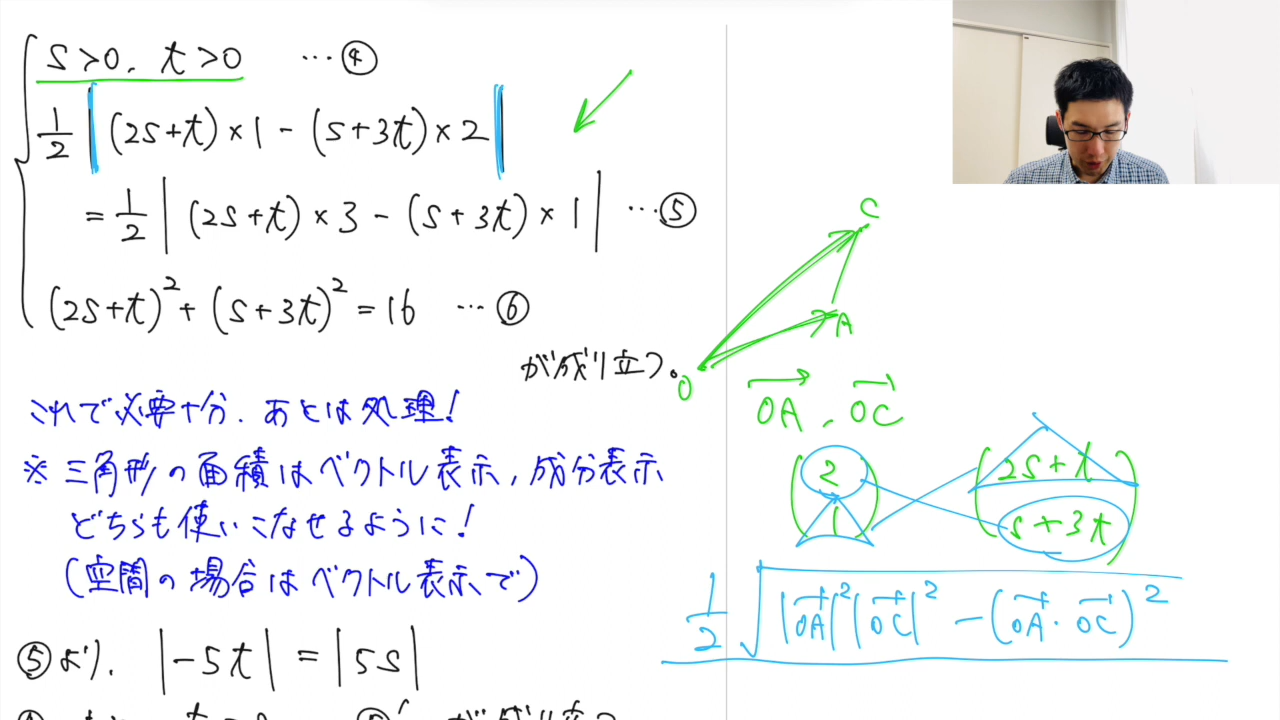 s>0, t>0 …④
1/2|(2s+t)×1-(s+3t)×2|
=1/2|(2s+t)×3-(s+3t)×1| …⑤
(2s+t)²+(s+3t)²=16 …⑥
が成り立つ。
これで必要十分. あとは処理!
※三角形の面積はベクトル表示, 成分表示
どちらも使いこなせるように!
(空間の場合はベクトル表示で)
⑤より. |-5t| = |5s|
C
A
O
→OA, →OC
(2 1) (2s+t s+3t)
1/2√|→OA|²|→OC|²-(→OA・→OC)²